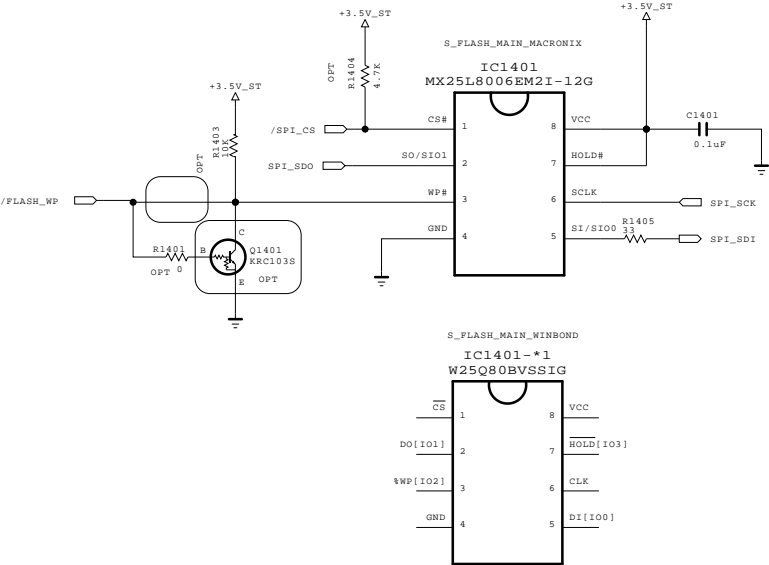 +3.5V_ST
+3.5V_ST
S_FLASH_MAIN_MACRONIX
IC1401
MX25L8006EM2I-12G
OPT
R1404
4.7K
+3.5V_ST
C1401
0.1uF
/SPI_CS
CS#
1
8
VCC
R1403
10K
OPT
SPI_SDO
SO/SIO1
2
7
HOLD#
/FLASH_WP
WP#
3
6
SCLK
SPI_SCK
GND
4
5
SI/SIO0
R1405
33
SPI_SDI
C
R1401
B
Q1401
KRC103S
OPT
0
E
OPT
S_FLASH_MAIN_WINBOND
IC1401-*1
W25Q80BVSSIG
CS
1
8
VCC
DO[IO1]
2
7
HOLD[IO3]
%WP[IO2]
3
6
CLK
GND
4
5
DI[IO0]